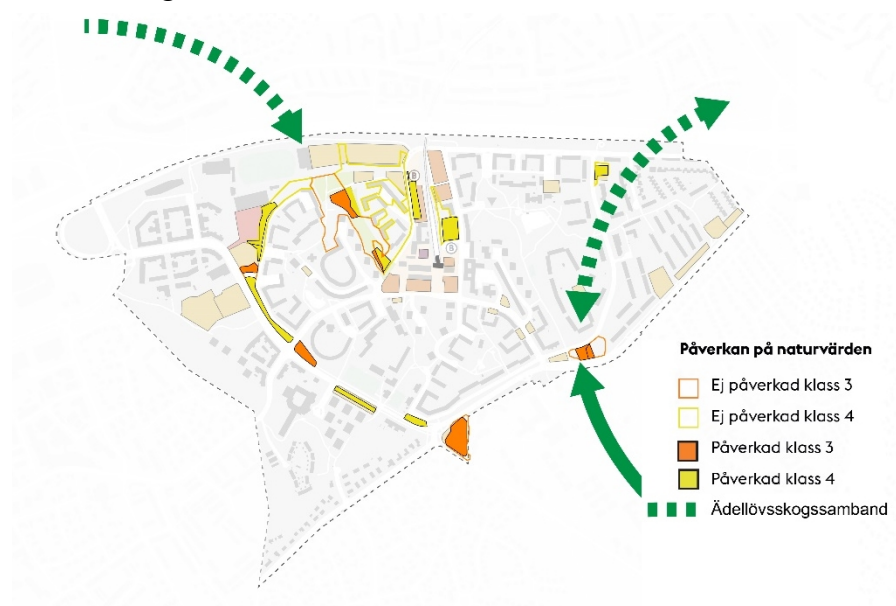 B
B
Påverkan på naturvärden
Ej påverkad klass 3
Ej påverkad klass 4
Påverkad klass 3
Påverkad klass 4
Ädellövsskogssamband